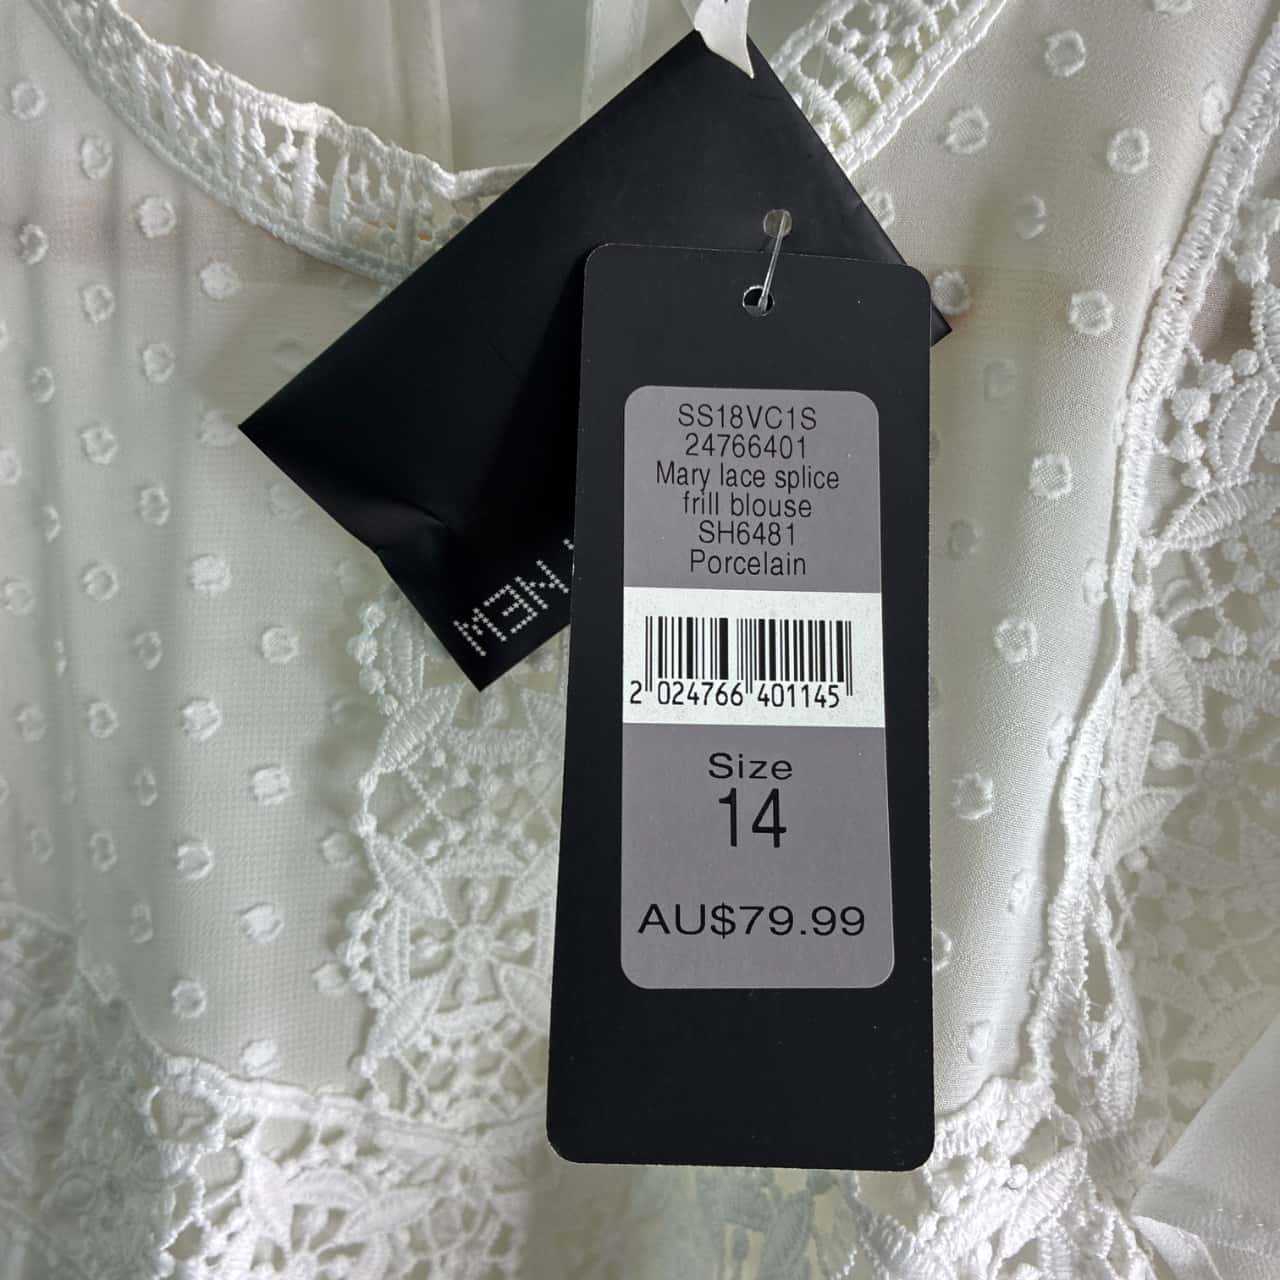 SS18VC1S
24766401
Mary lace splice
frill blouse
SH6481
Porcelain
2 024766 401145
Size
14
AU$79.99